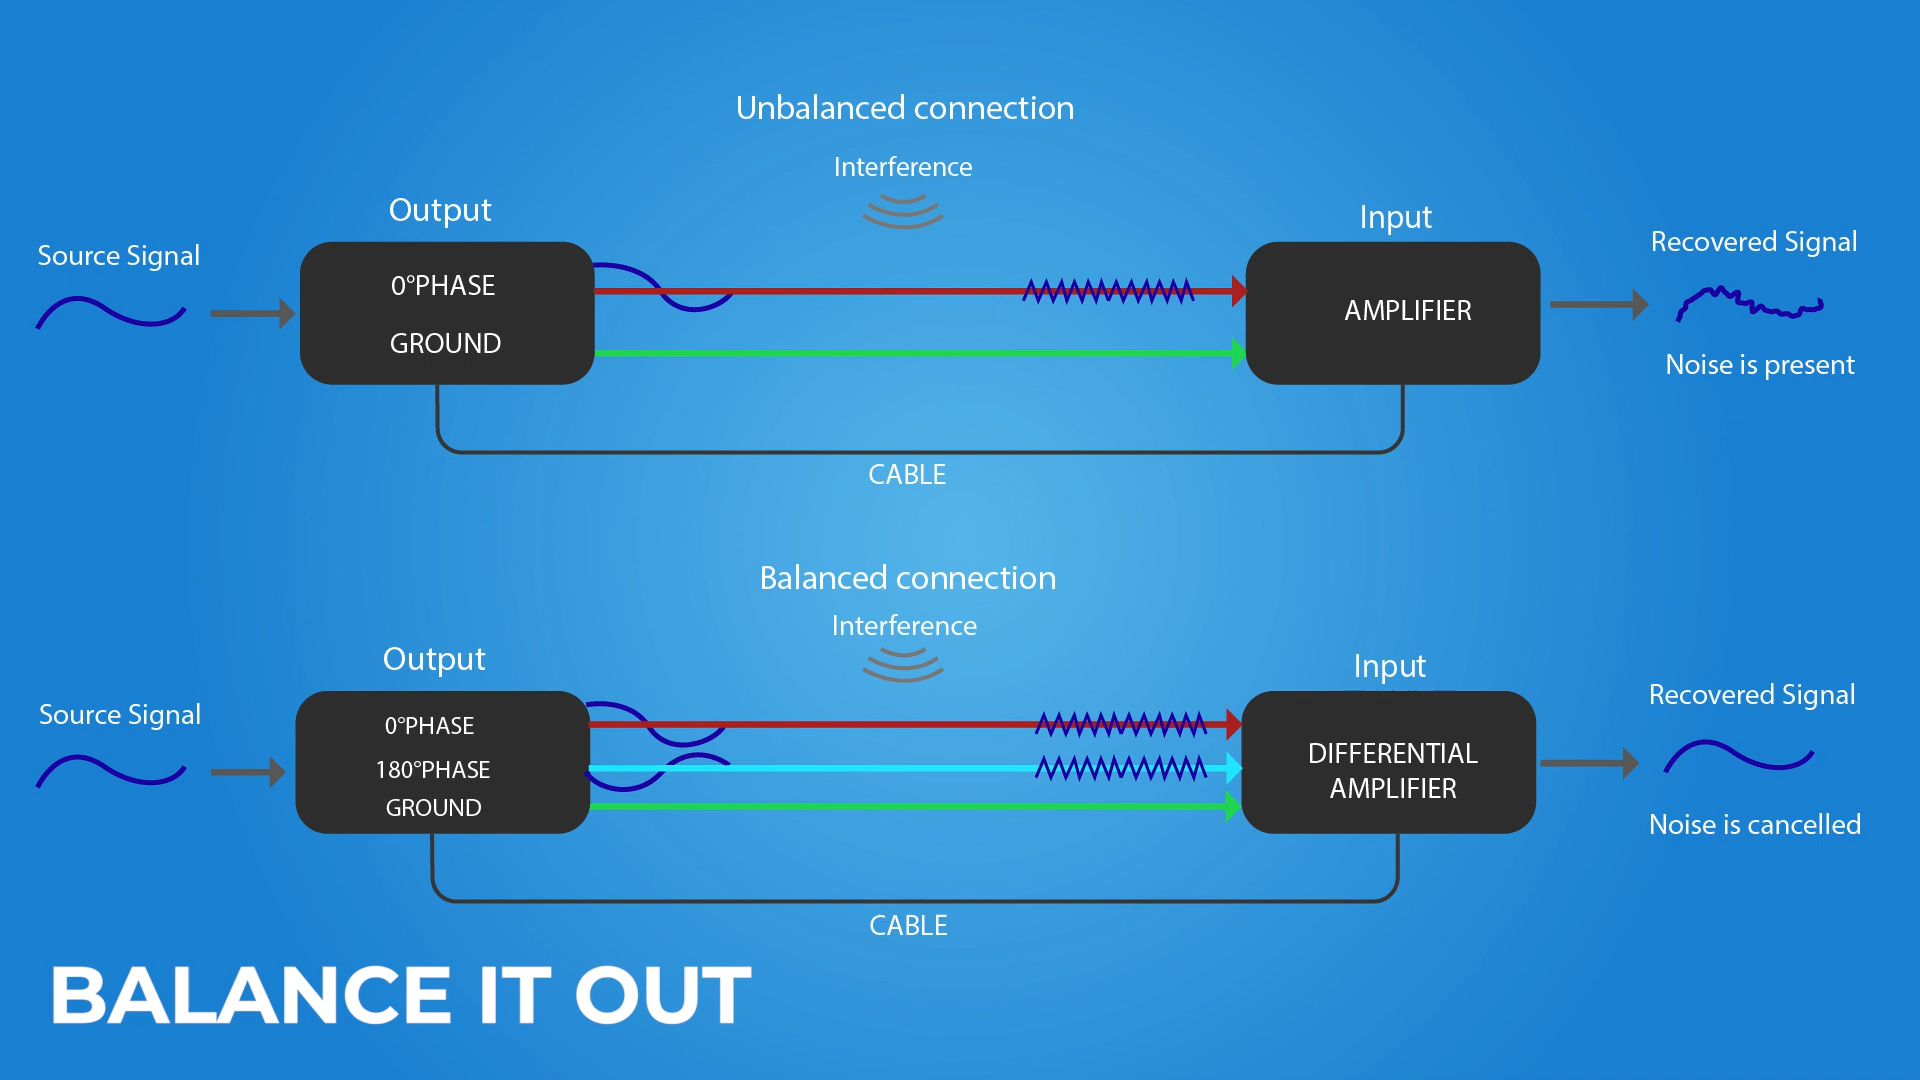 Unbalanced connection
Interference
Output
Input
Source Signal
Recovered Signal
0°PHASE
GROUND
AMPLIFIER
Noise is present
CABLE
Balanced connection
Interference
Output
Input
Source Signal
Recovered Signal
0°PHASE
180°PHASE
GROUND
DIFFERENTIAL
AMPLIFIER
Noise is cancelled
CABLE
BALANCE IT OUT